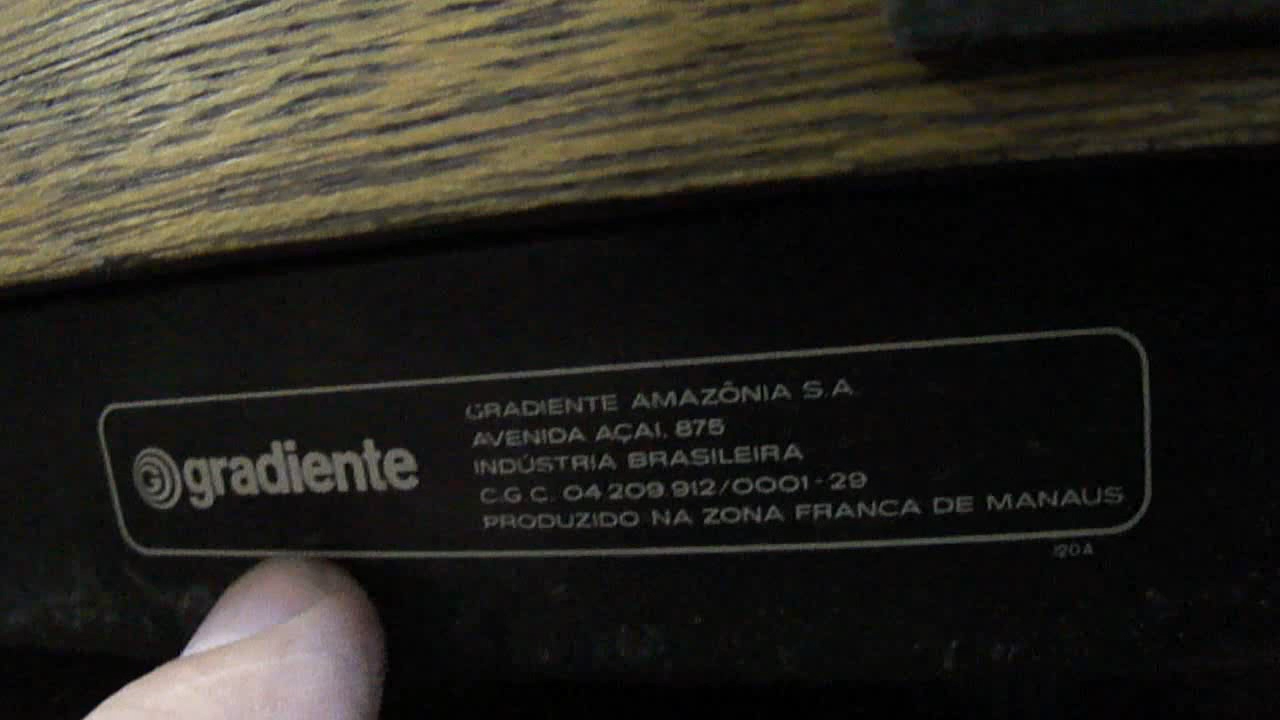 gradiente
GRADIENTE AMAZÔNIA S.A.
AVENIDA AÇAI, 875
INDÚSTRIA BRASILEIRA
C.G.C. 04.209.912/0001-29
PRODUZIDO NA ZONA FRANCA DE MANAUS
120A